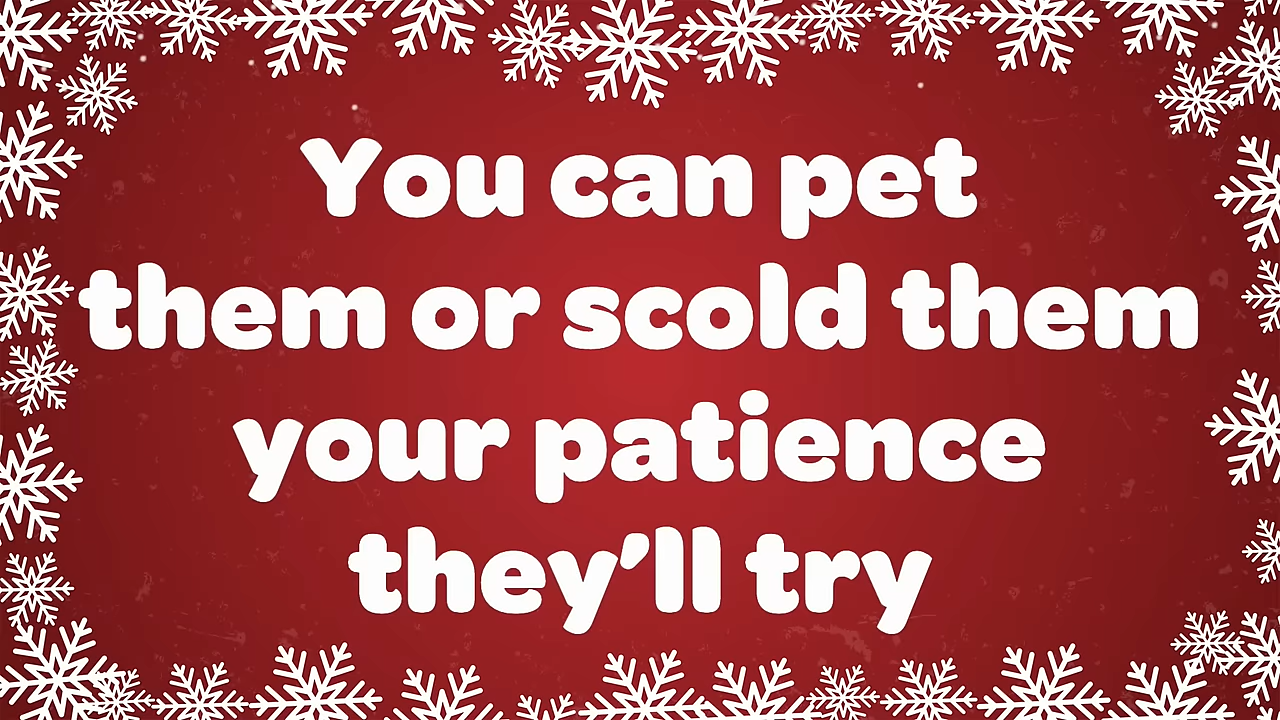 You can pet
them or scold them
your patience
they’ll try